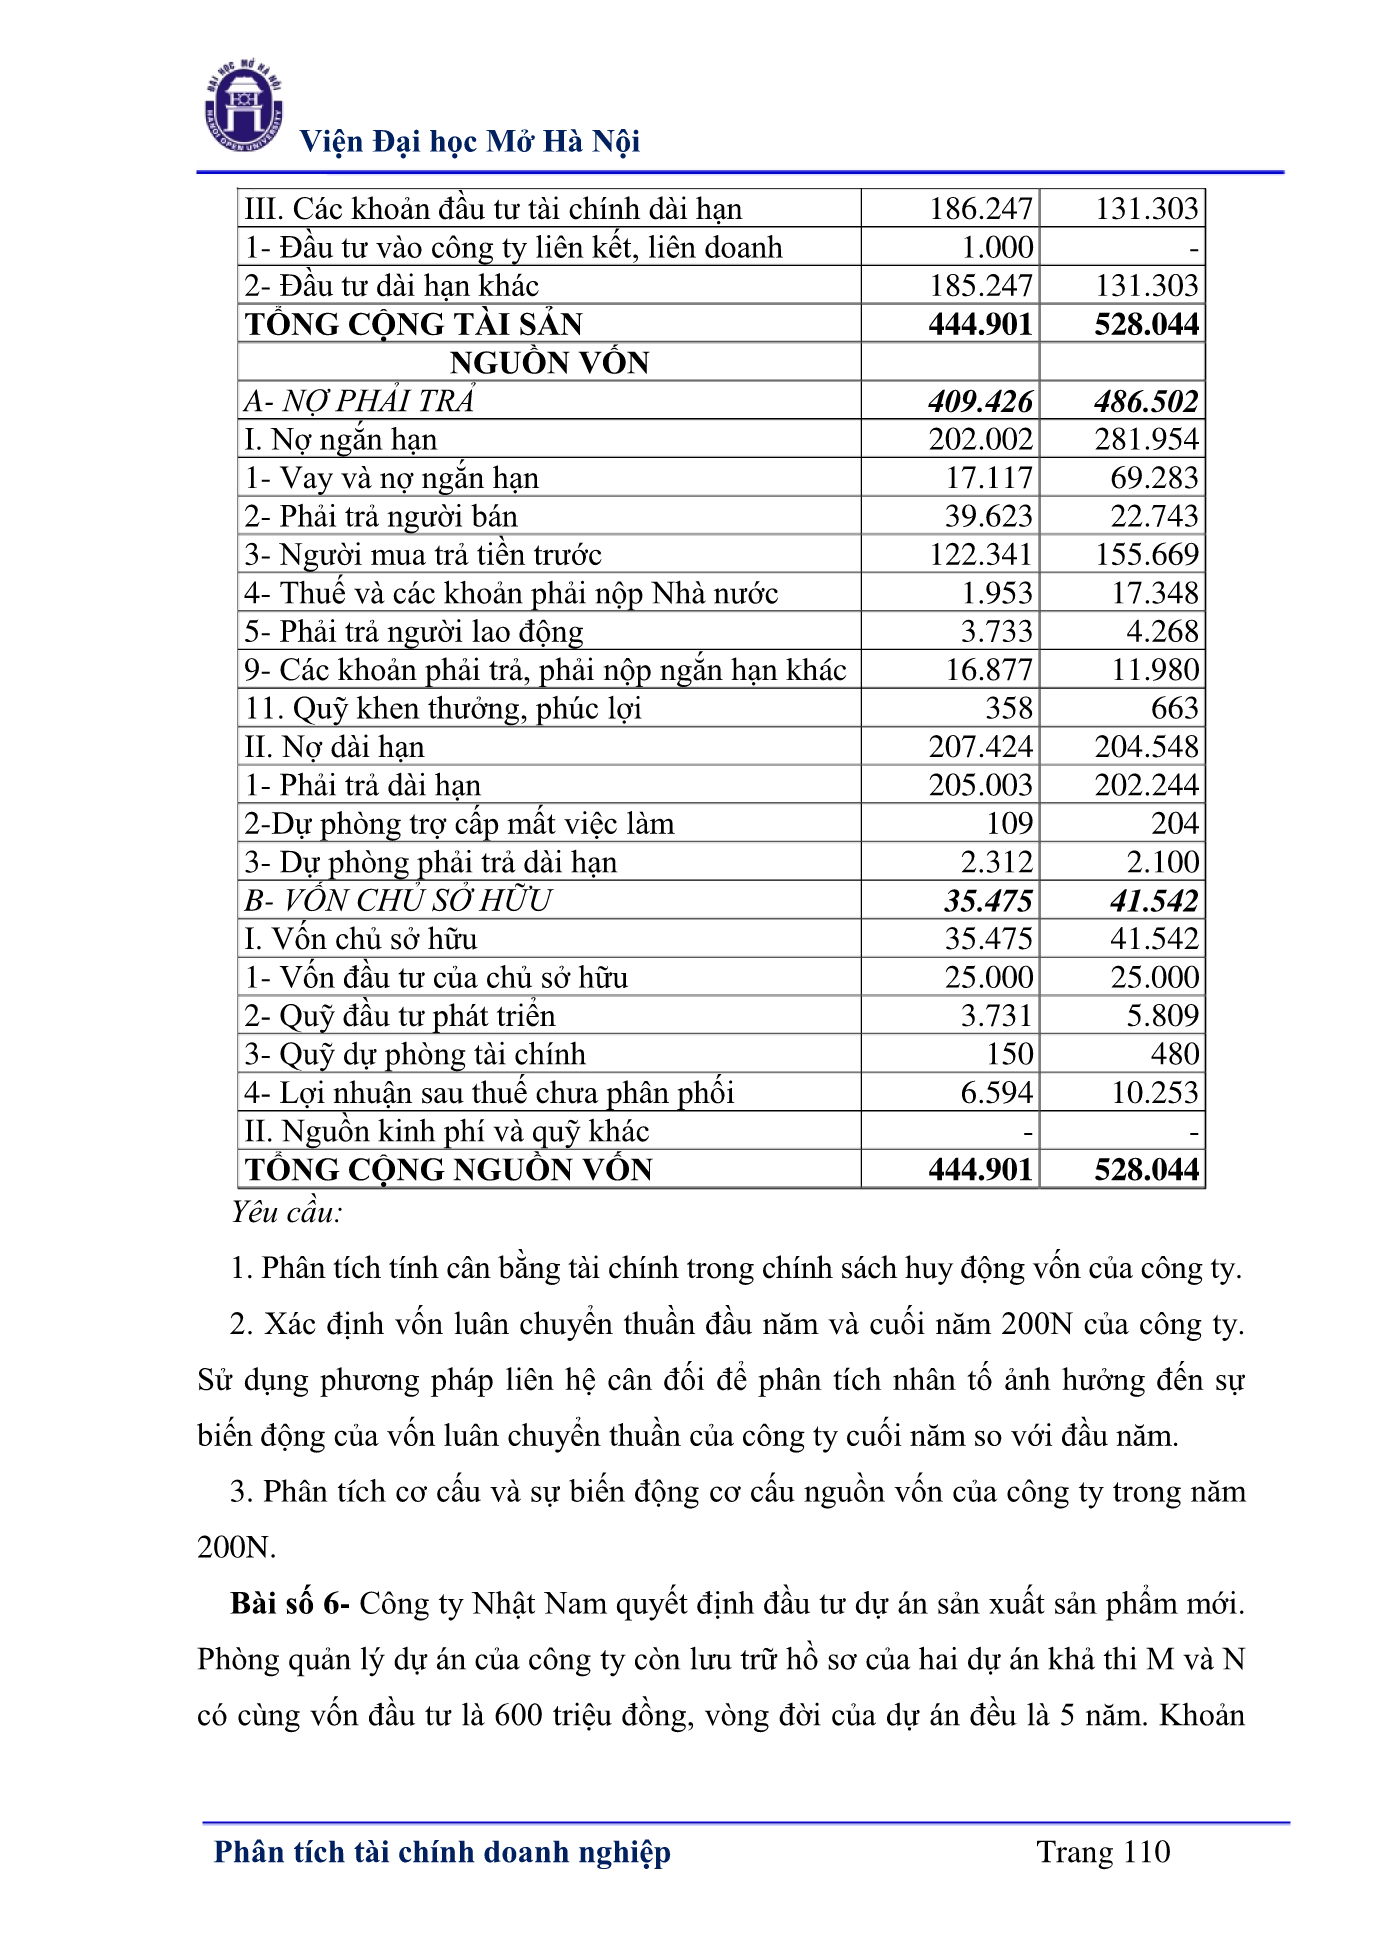 ĐẠI HỌC MỞ HÀ NỘI
HANOI OPEN UNIVERSITY
Viện Đại học Mở Hà Nội
III. Các khoản đầu tư tài chính dài hạn 186.247 131.303
1- Đầu tư vào công ty liên kết, liên doanh 1.000 -
2- Đầu tư dài hạn khác 185.247 131.303
TỔNG CỘNG TÀI SẢN 444.901 528.044
NGUỒN VỐN
A- NỢ PHẢI TRẢ 409.426 486.502
I. Nợ ngắn hạn 202.002 281.954
1- Vay và nợ ngắn hạn 17.117 69.283
2- Phải trả người bán 39.623 22.743
3- Người mua trả tiền trước 122.341 155.669
4- Thuế và các khoản phải nộp Nhà nước 1.953 17.348
5- Phải trả người lao động 3.733 4.268
9- Các khoản phải trả, phải nộp ngắn hạn khác 16.877 11.980
11. Quỹ khen thưởng, phúc lợi 358 663
II. Nợ dài hạn 207.424 204.548
1- Phải trả dài hạn 205.003 202.244
2-Dự phòng trợ cấp mất việc làm 109 204
3- Dự phòng phải trả dài hạn 2.312 2.100
B- VỐN CHỦ SỞ HỮU 35.475 41.542
I. Vốn chủ sở hữu 35.475 41.542
1- Vốn đầu tư của chủ sở hữu 25.000 25.000
2- Quỹ đầu tư phát triển 3.731 5.809
3- Quỹ dự phòng tài chính 150 480
4- Lợi nhuận sau thuế chưa phân phối 6.594 10.253
II. Nguồn kinh phí và quỹ khác - -
TỔNG CỘNG NGUỒN VỐN 444.901 528.044
Yêu cầu:
1. Phân tích tính cân bằng tài chính trong chính sách huy động vốn của công ty.
2. Xác định vốn luân chuyển thuần đầu năm và cuối năm 200N của công ty.
Sử dụng phương pháp liên hệ cân đối để phân tích nhân tố ảnh hưởng đến sự
biến động của vốn luân chuyển thuần của công ty cuối năm so với đầu năm.
3. Phân tích cơ cấu và sự biến động cơ cấu nguồn vốn của công ty trong năm
200N.
Bài số 6- Công ty Nhật Nam quyết định đầu tư dự án sản xuất sản phẩm mới.
Phòng quản lý dự án của công ty còn lưu trữ hồ sơ của hai dự án khả thi M và N
có cùng vốn đầu tư là 600 triệu đồng, vòng đời của dự án đều là 5 năm. Khoản
Phân tích tài chính doanh nghiệp Trang 110